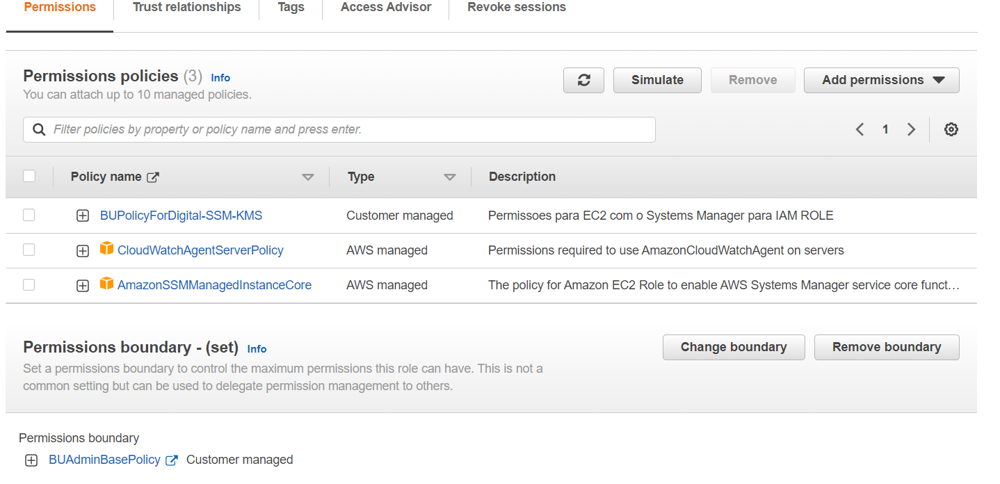 Permissions Trust relationships Tags Access Advisor Revoke sessions
Permissions policies (3) Info
You can attach up to 10 managed policies.
Simulate Remove Add permissions
Filter policies by property or policy name and press enter.
1
Policy name Type Description
BUPolicyForDigital-SSM-KMS Customer managed Permissoes para EC2 com o Systems Manager para IAM ROLE
CloudWatchAgentServerPolicy AWS managed Permissions required to use AmazonCloudWatchAgent on servers
AmazonSSMManagedInstanceCore AWS managed The policy for Amazon EC2 Role to enable AWS Systems Manager service core funct…
Permissions boundary - (set) Info
Change boundary Remove boundary
Set a permissions boundary to control the maximum permissions this role can have. This is not a
common setting but can be used to delegate permission management to others.
Permissions boundary
BUAdminBasePolicy Customer managed